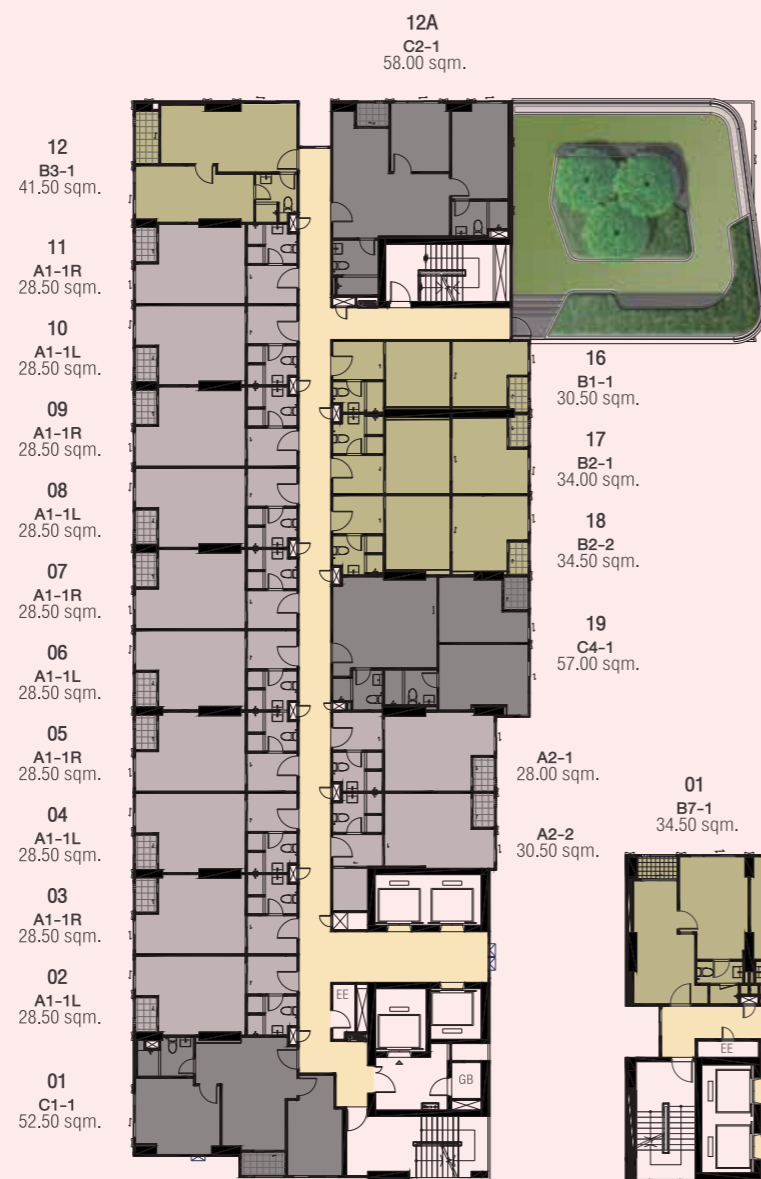 12A
C2-1
58.00 sqm.
12
B3-1
41.50 sqm.
11
A1-1R
28.50 sqm.
10
A1-1L
28.50 sqm.
09
A1-1R
28.50 sqm.
08
A1-1L
28.50 sqm.
07
A1-1R
28.50 sqm.
06
A1-1L
28.50 sqm.
05
A1-1R
28.50 sqm.
04
A1-1L
28.50 sqm.
03
A1-1R
28.50 sqm.
02
A1-1L
28.50 sqm.
01
C1-1
52.50 sqm.
16
B1-1
30.50 sqm.
17
B2-1
34.00 sqm.
18
B2-2
34.50 sqm.
19
C4-1
57.00 sqm.
A2-1
28.00 sqm.
A2-2
30.50 sqm.
EE
GB
01
B7-1
34.50 sqm.
EE